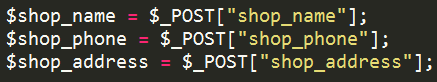 $shop_name = $_POST["shop_name"];
$shop_phone = $_POST["shop_phone"];
$shop_address = $_POST["shop_address"];